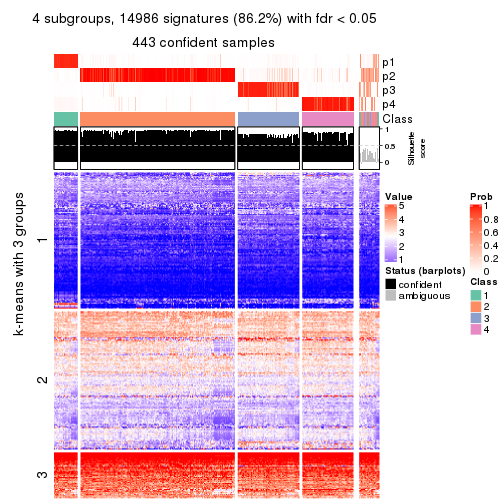 4 subgroups, 14986 signatures (86.2%) with fdr < 0.05
443 confident samples
p1
p2
p3
p4
Class
1
0.5
0
Silhouette
score
k-means with 3 groups
1
2
3
Value
5
4
3
2
1
Status (barplots)
confident
ambiguous
Prob
1
0.8
0.6
0.4
0.2
0
Class
1
2
3
4